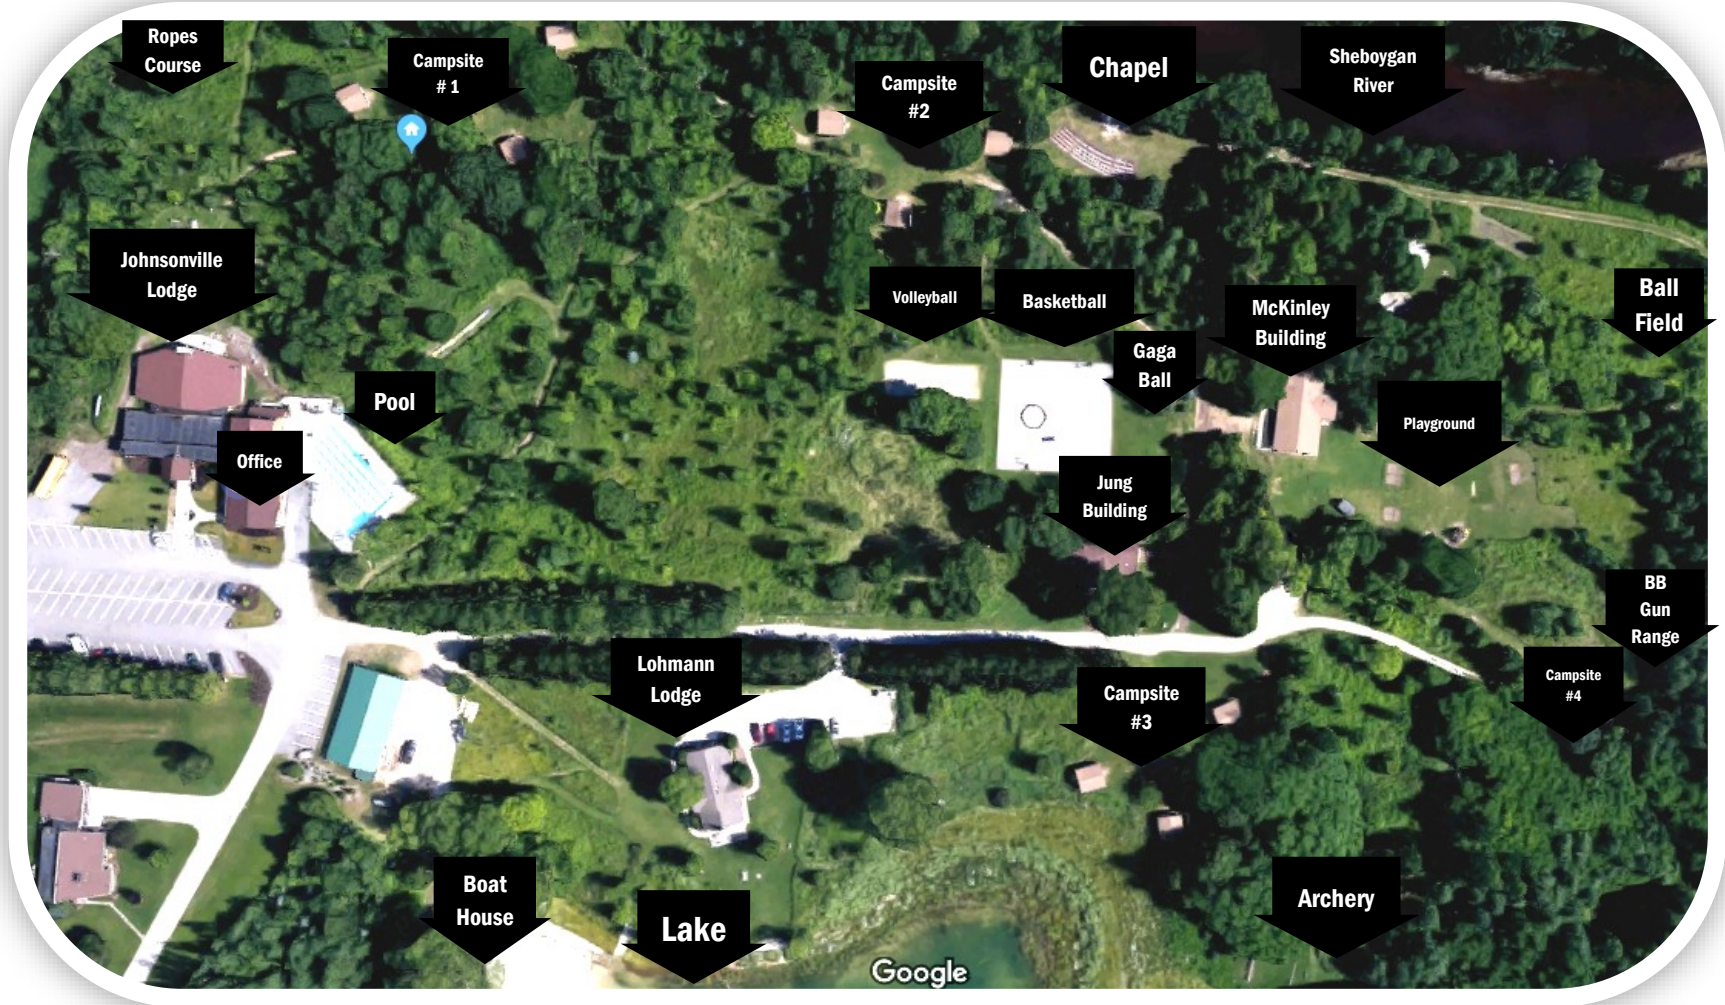 Ropes
Course
Campsite
# 1
Campsite
#2
Chapel
Sheboygan
River
Johnsonville
Lodge
Volleyball
Basketball
McKinley
Building
Ball
Field
Gaga
Ball
Pool
Playground
Office
Jung
Building
BB
Gun
Range
Lohmann
Lodge
Campsite
#3
Campsite
#4
Boat
House
Lake
Archery
Google